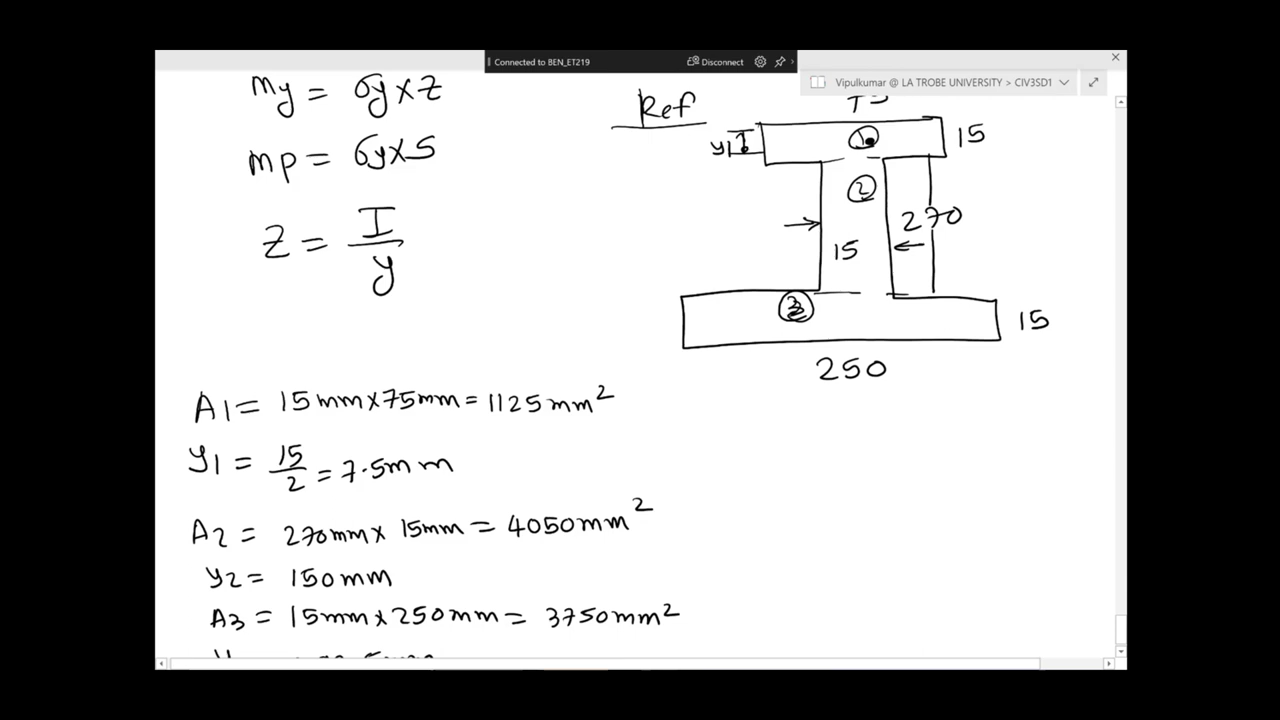 Connected to BEN_ET219
Disconnect
Vipulkumar @ LA TROBE UNIVERSITY > CIV3SD1
My = σy×Z
Mp = σy×S
Z = I/y
Ref
y1
1
15
2
270
15
3
15
250
A1 = 15mm×75mm = 1125mm²
y1 = 15/2 = 7.5mm
A2 = 270mm × 15mm = 4050mm²
y2 = 150mm
A3 = 15mm×250mm = 3750mm²